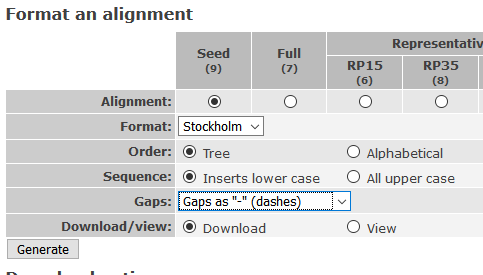 Format an alignment
Representativ
Seed Full RP15 RP35
(9) (7) (6) (8)
Alignment:
Format: Stockholm
Order: Tree Alphabetical
Sequence: Inserts lower case All upper case
Gaps: Gaps as "-" (dashes)
Download/view: Download View
Generate